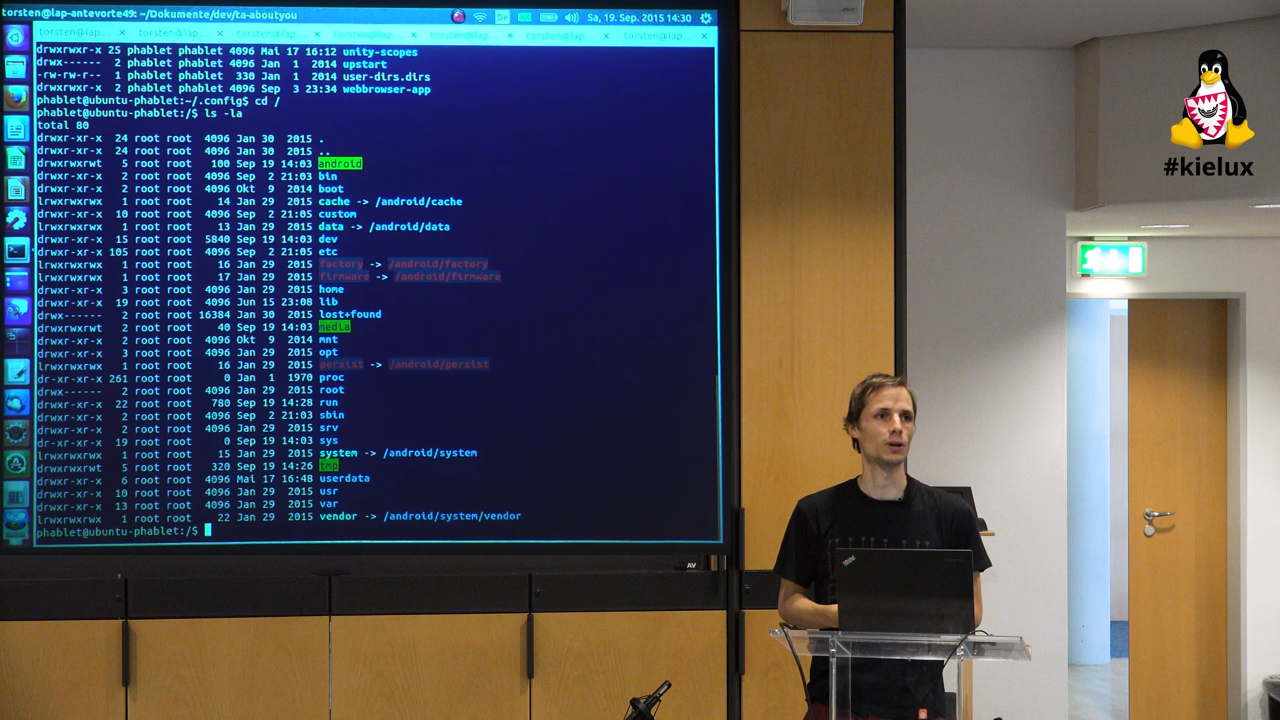 torsten@lap-antevorte49: ~/Dokumente/dev/ta-aboutyou
De
Sa, 19. Sep. 2015 14:30
torsten@lap... torsten@lap... torsten@lap... torsten@lap... torsten@lap... torsten@lap... torsten@lap...
drwxrwxr-x 25 phablet phablet 4096 Mai 17 16:12 unity-scopes
drwx------ 2 phablet phablet 4096 Jan 1 2014 upstart
-rw-rw-r-- 1 phablet phablet 330 Jan 1 2014 user-dirs.dirs
drwxrwxr-x 2 phablet phablet 4096 Sep 3 23:34 webbrowser-app
phablet@ubuntu-phablet:~/.config$ cd /
phablet@ubuntu-phablet:/$ ls -la
total 80
drwxr-xr-x 24 root root 4096 Jan 30 2015 .
drwxr-xr-x 24 root root 4096 Jan 30 2015 ..
drwxrwxrwt 5 root root 100 Sep 19 14:03 android
drwxr-xr-x 2 root root 4096 Sep 2 21:03 bin
drwxr-xr-x 2 root root 4096 Okt 9 2014 boot
lrwxrwxrwx 1 root root 14 Jan 29 2015 cache -> /android/cache
drwxr-xr-x 10 root root 4096 Sep 2 21:05 custom
lrwxrwxrwx 1 root root 13 Jan 29 2015 data -> /android/data
drwxr-xr-x 15 root root 5840 Sep 19 14:03 dev
drwxr-xr-x 105 root root 4096 Sep 2 21:05 etc
lrwxrwxrwx 1 root root 16 Jan 29 2015 factory -> /android/factory
lrwxrwxrwx 1 root root 17 Jan 29 2015 firmware -> /android/firmware
drwxr-xr-x 3 root root 4096 Jan 29 2015 home
drwxr-xr-x 19 root root 4096 Jun 15 23:08 lib
drwx------ 2 root root 16384 Jan 30 2015 lost+found
drwxrwxrwt 2 root root 40 Sep 19 14:03 media
drwxr-xr-x 2 root root 4096 Okt 9 2014 mnt
drwxr-xr-x 3 root root 4096 Jan 29 2015 opt
lrwxrwxrwx 1 root root 16 Jan 29 2015 persist -> /android/persist
dr-xr-xr-x 261 root root 0 Jan 1 1970 proc
drwx------ 2 root root 4096 Jan 29 2015 root
drwxr-xr-x 22 root root 780 Sep 19 14:28 run
drwxr-xr-x 2 root root 4096 Sep 2 21:03 sbin
drwxr-xr-x 2 root root 4096 Jan 29 2015 srv
dr-xr-xr-x 19 root root 0 Sep 19 14:03 sys
lrwxrwxrwx 1 root root 15 Jan 29 2015 system -> /android/system
drwxrwxrwt 5 root root 320 Sep 19 14:26 tmp
drwxr-xr-x 6 root root 4096 Mai 17 16:48 userdata
drwxr-xr-x 10 root root 4096 Jan 29 2015 usr
drwxr-xr-x 13 root root 4096 Jan 29 2015 var
lrwxrwxrwx 1 root root 22 Jan 29 2015 vendor -> /android/system/vendor
phablet@ubuntu-phablet:/$
AV
#kielux
ThinkPad